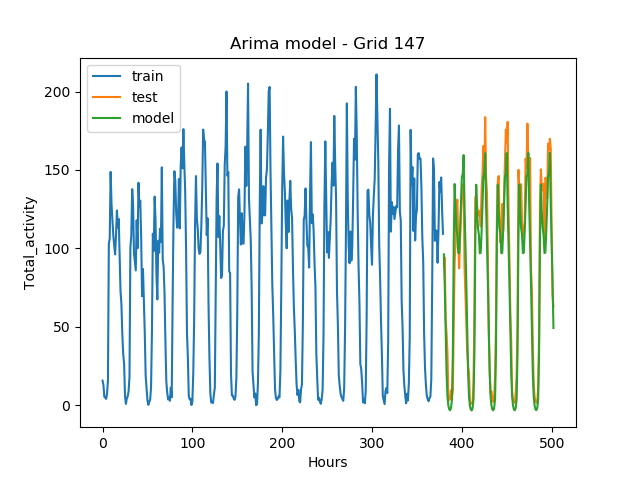 Arima model - Grid 147
train
test
model
Total_activity
200
150
100
50
0
0 100 200 300 400 500
Hours